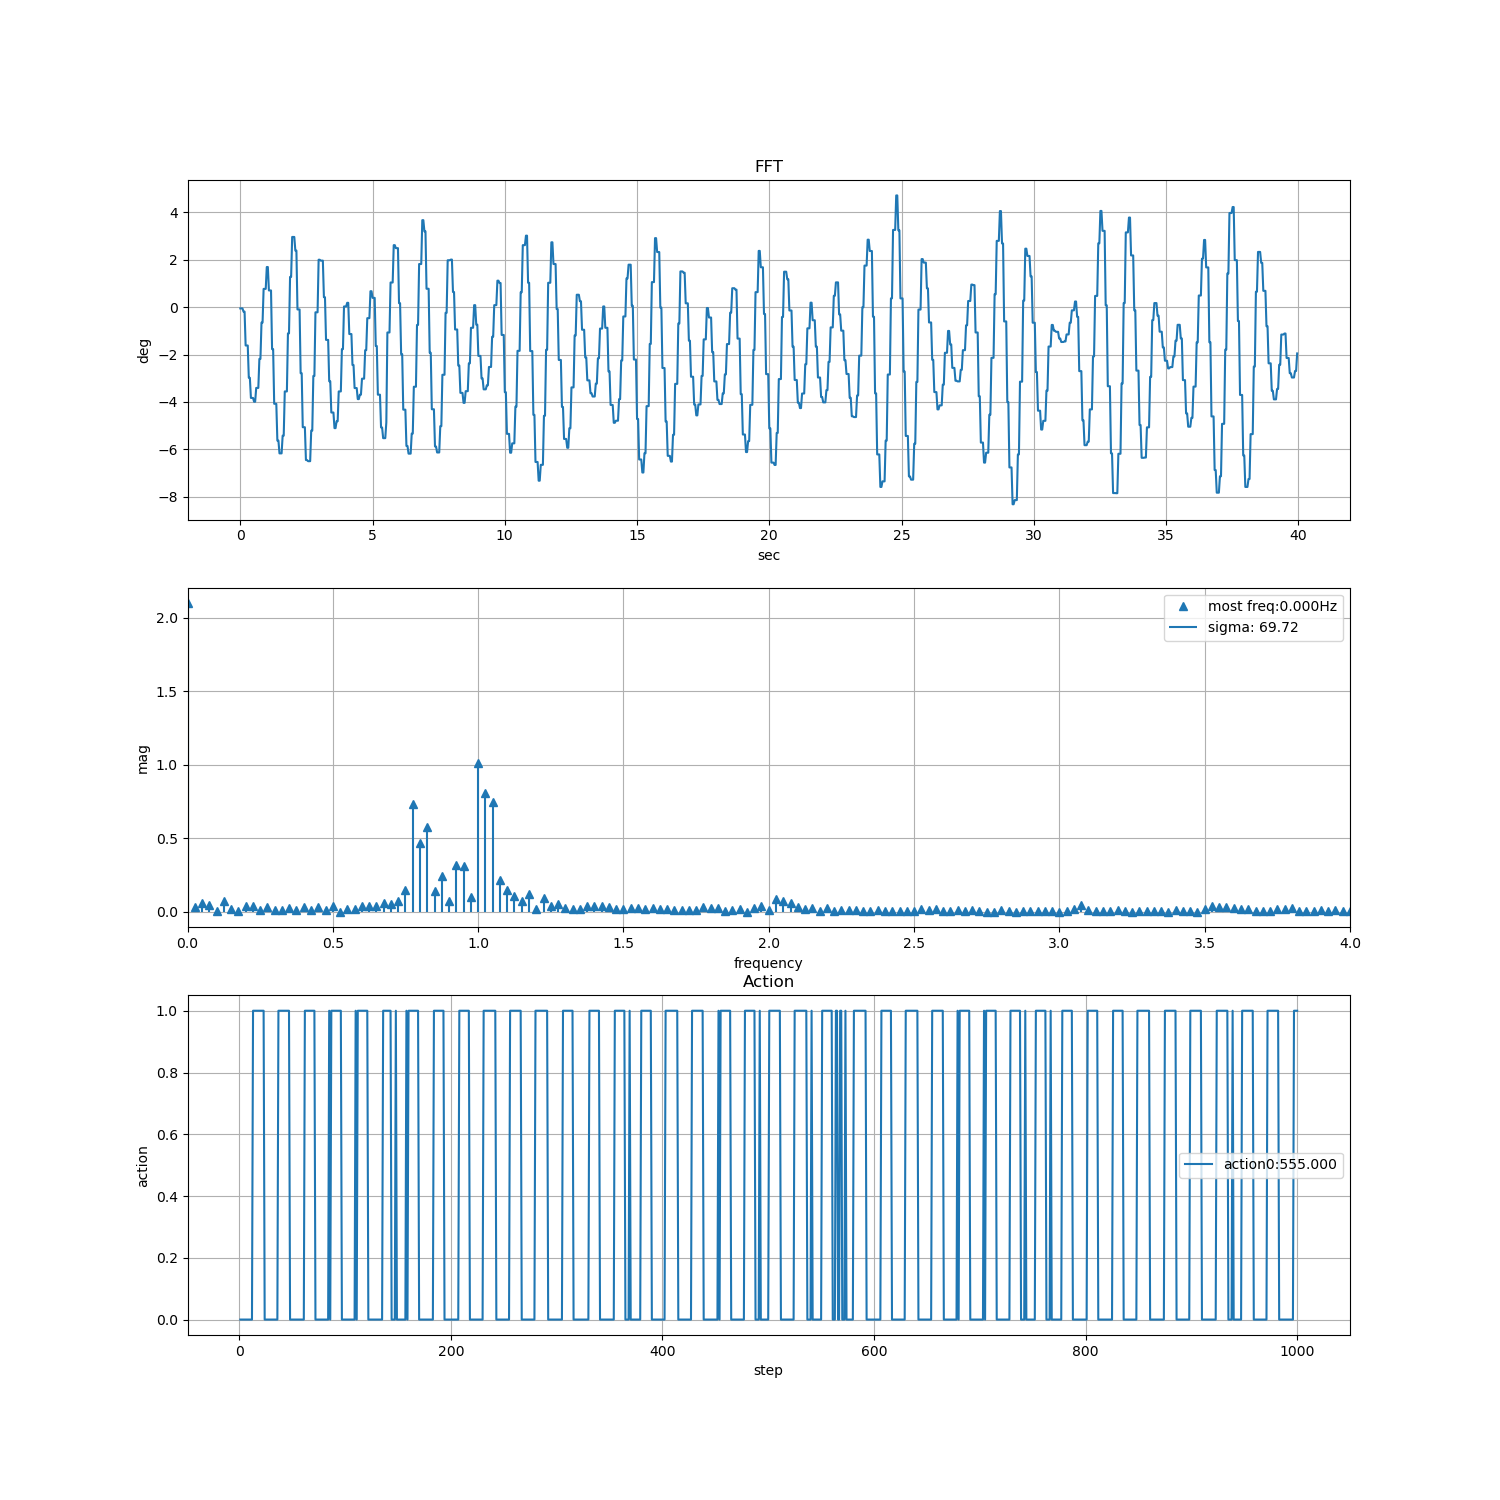 FFT
4
2
0
−2
−4
−6
−8
deg
0 5 10 15 20 25 30 35 40
sec
2.0
1.5
1.0
0.5
0.0
mag
most freq:0.000Hz
sigma: 69.72
0.0 0.5 1.0 1.5 2.0 2.5 3.0 3.5 4.0
frequency
Action
1.0
0.8
0.6
0.4
0.2
0.0
action
action0:555.000
0 200 400 600 800 1000
step